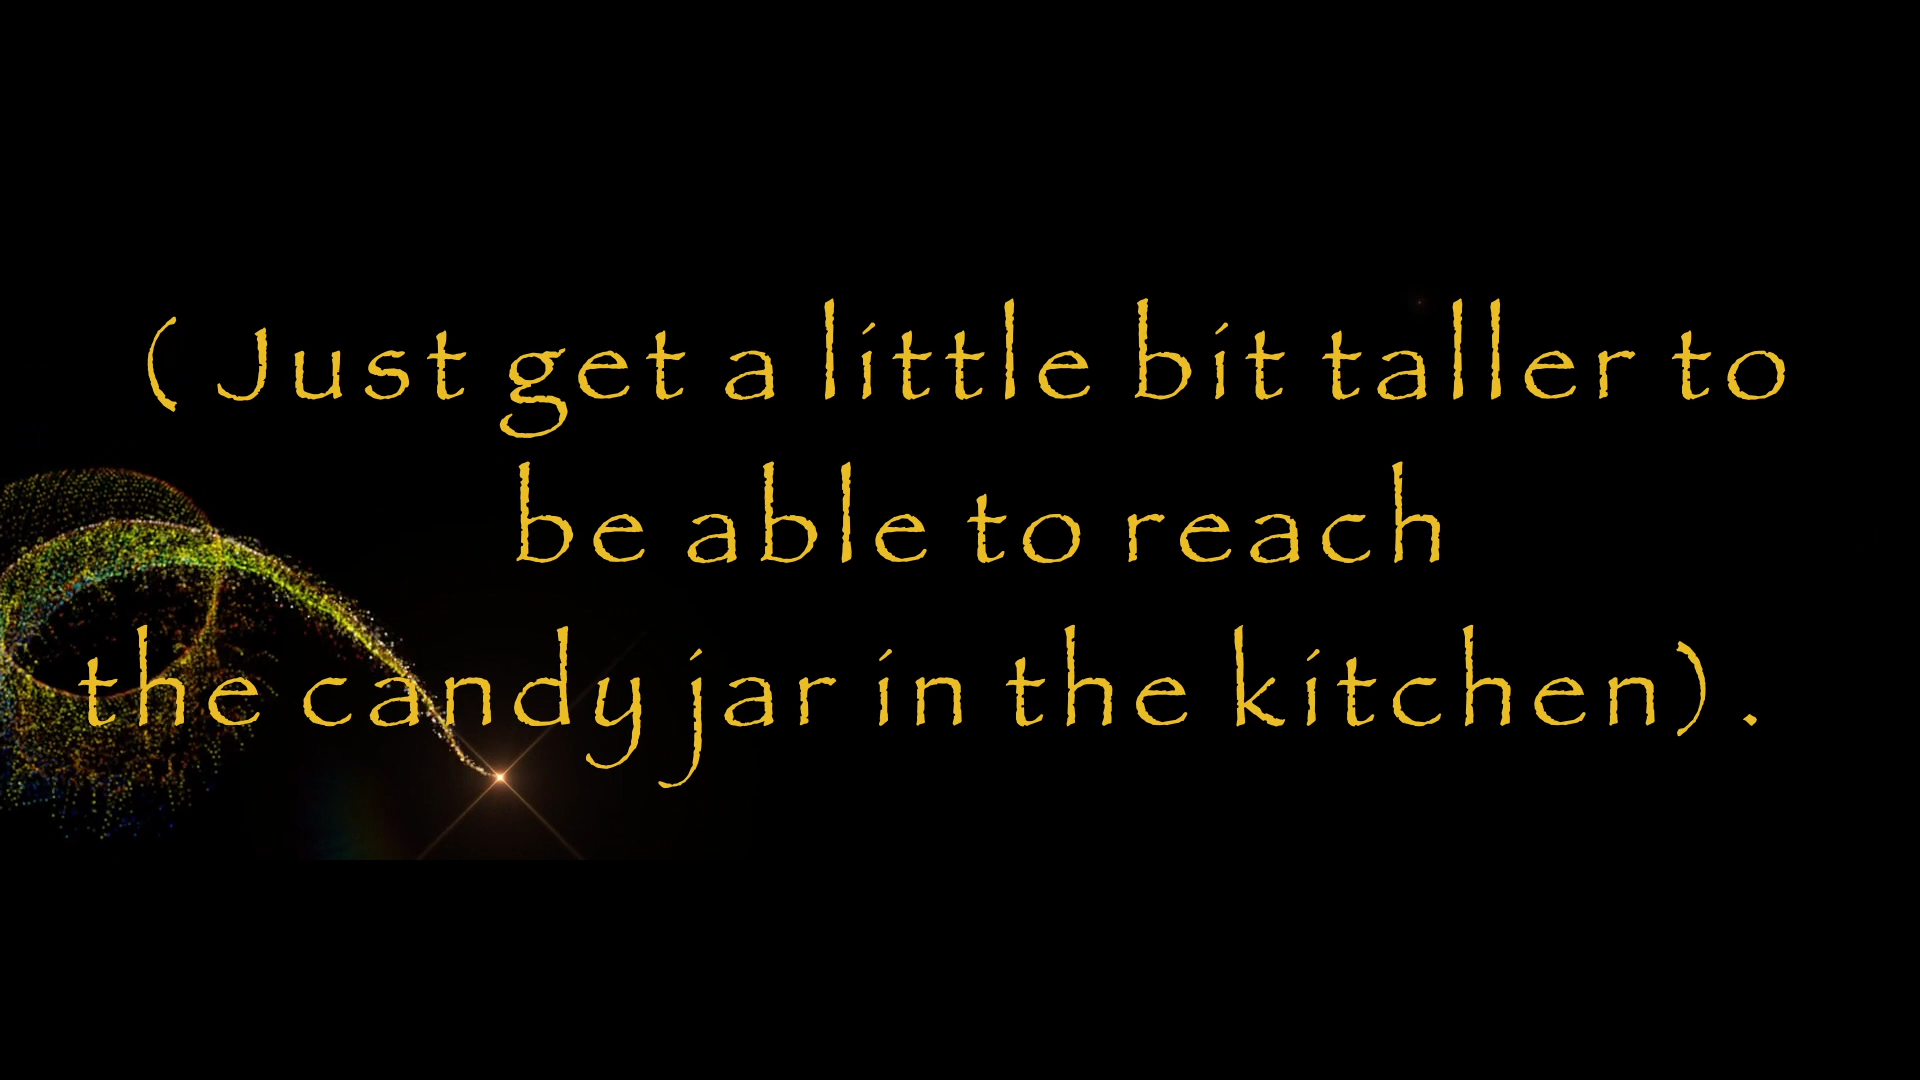 ( Just get a little bit taller to
be able to reach
the candy jar in the kitchen) .